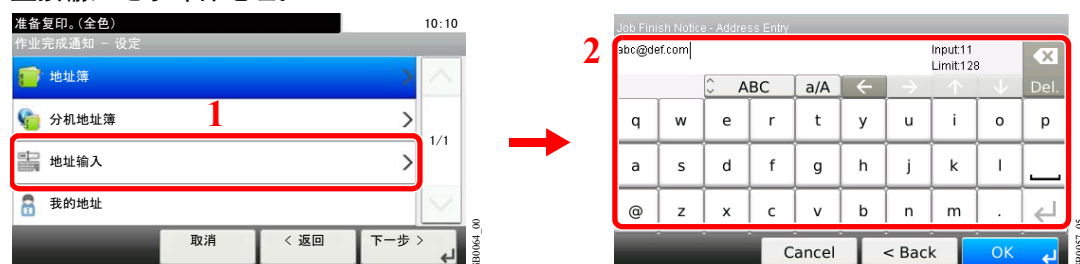 准备复印。(全色)
10:10
作业完成通知 - 设定
地址簿
1
分机地址簿
1/1
地址输入
我的地址
取消
< 返回
下一步 >
2
Job Finish Notice - Address Entry
abc@def.com
Input:11
Limit:128
ABC
a/A
Del.
q w e r t y u i o p
a s d f g h j k l
@ z x c v b n m .
Cancel
< Back
OK